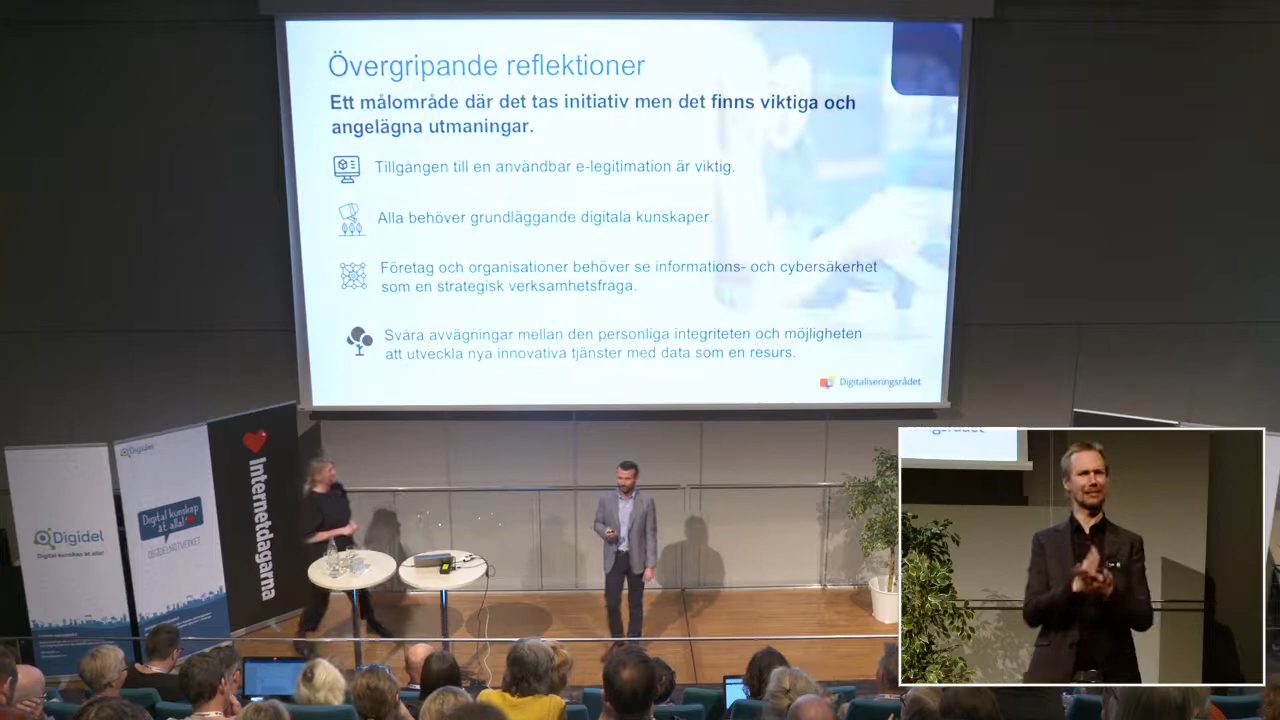 Övergripande reflektioner
Ett målområde där det tas initiativ men det finns viktiga och
angelägna utmaningar.
Tillgången till en användbar e-legitimation är viktig.
Alla behöver grundläggande digitala kunskaper.
Företag och organisationer behöver se informations- och cybersäkerhet
som en strategisk verksamhetsfråga.
Svåra avvägningar mellan den personliga integriteten och möjligheten
att utveckla nya innovativa tjänster med data som en resurs.
Digitaliseringsrådet
Digidel
Digital kunskap åt alla!
Digidel
Digital kunskap
åt alla!
DIGIDELNÄTVERKET
Internetdagarna